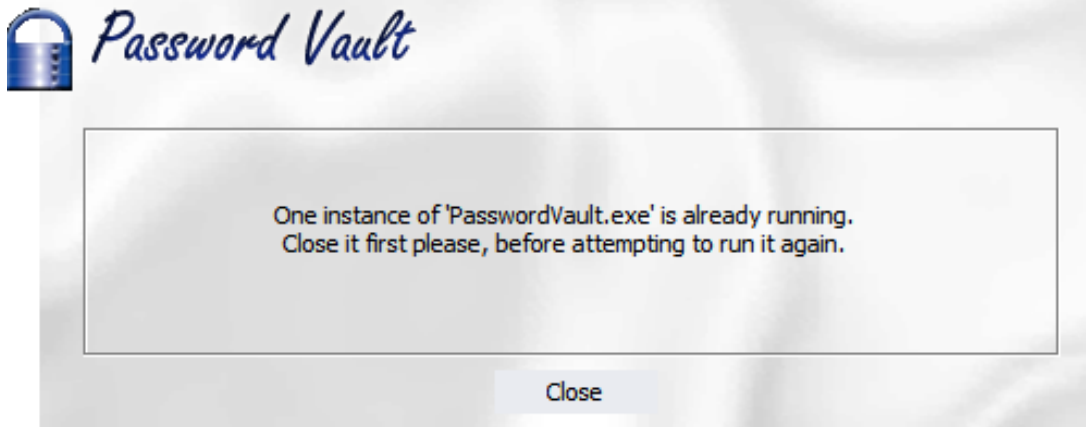 Password Vault
One instance of 'PasswordVault.exe' is already running.
Close it first please, before attempting to run it again.
Close